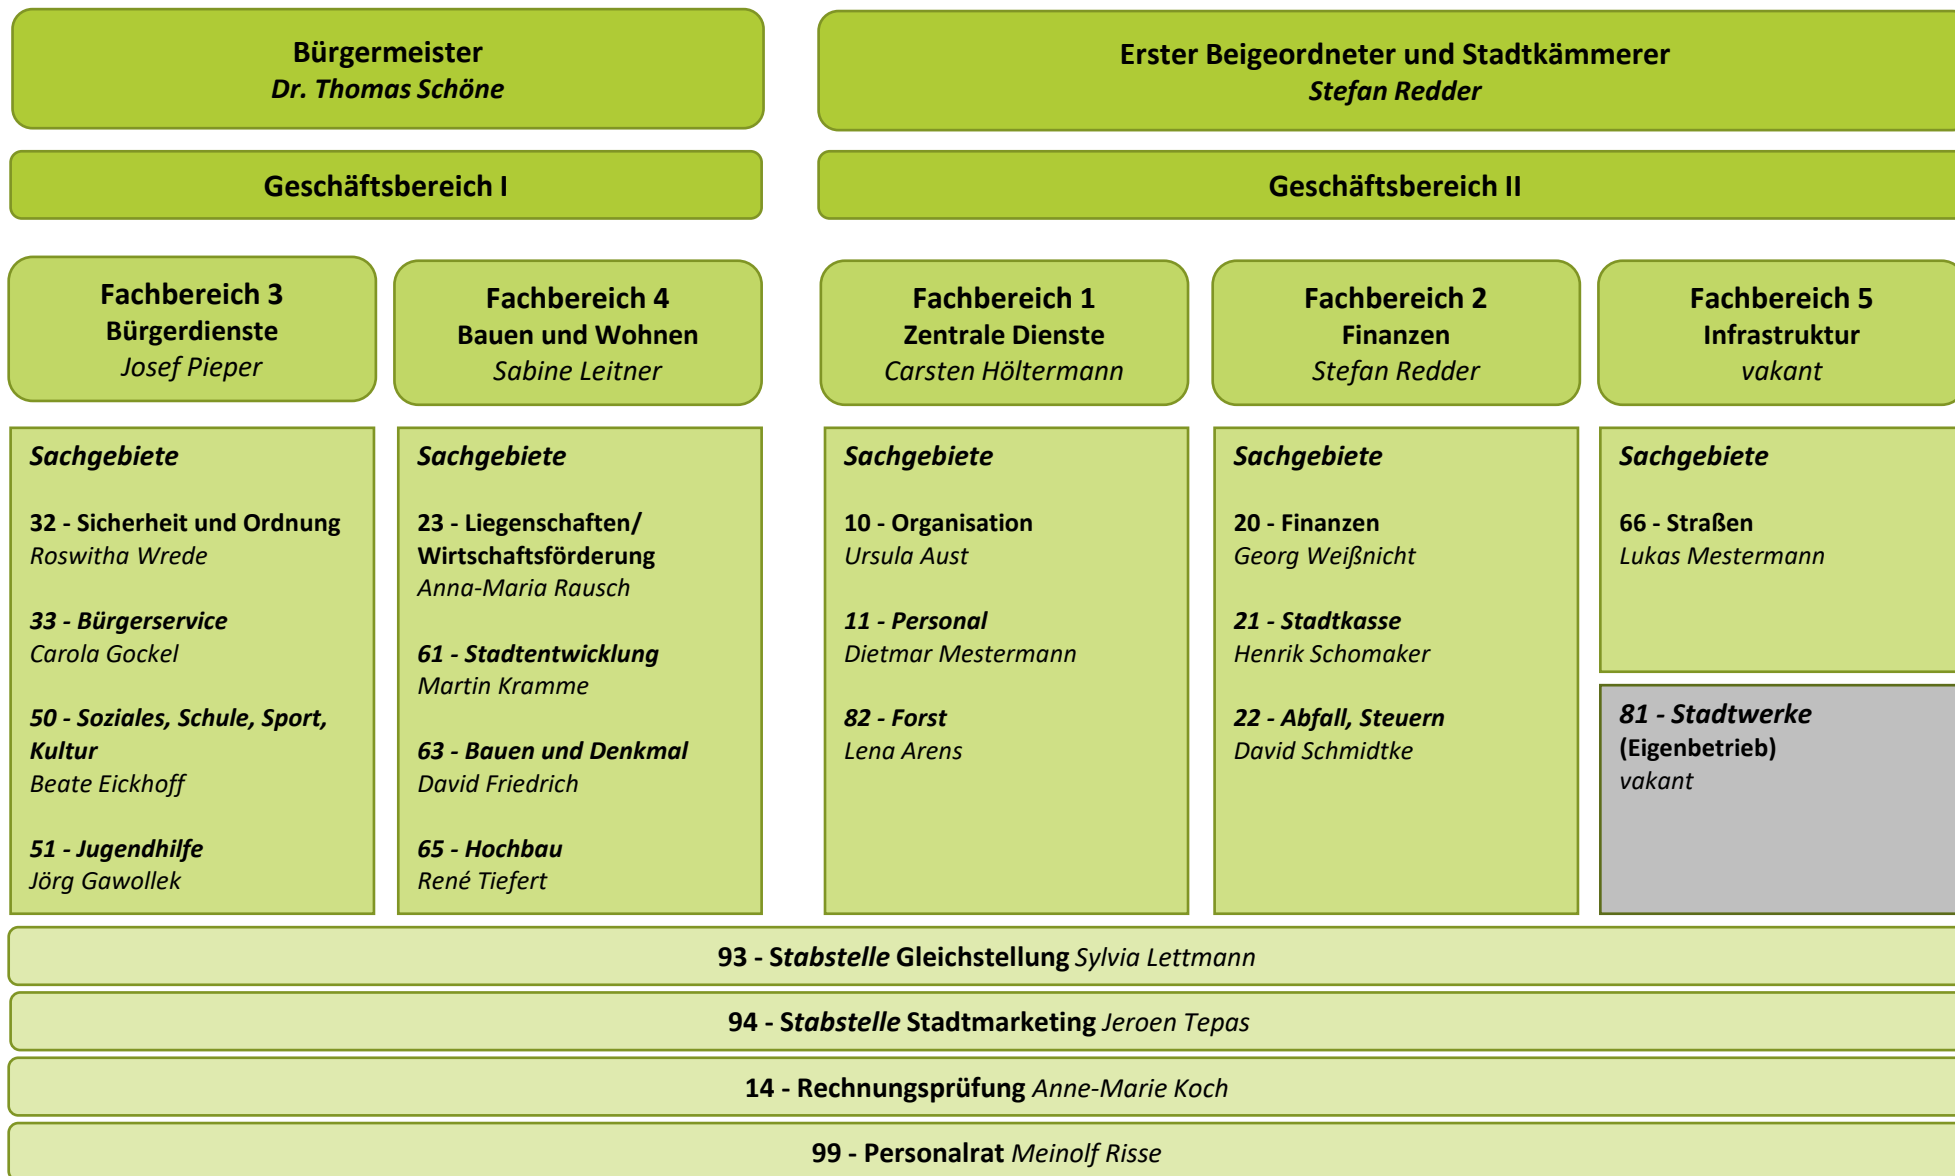 Bürgermeister
Dr. Thomas Schöne
Erster Beigeordneter und Stadtkämmerer
Stefan Redder
Geschäftsbereich I
Geschäftsbereich II
Fachbereich 3
Bürgerdienste
Josef Pieper
Fachbereich 4
Bauen und Wohnen
Sabine Leitner
Fachbereich 1
Zentrale Dienste
Carsten Höltermann
Fachbereich 2
Finanzen
Stefan Redder
Fachbereich 5
Infrastruktur
vakant
Sachgebiete
32 - Sicherheit und Ordnung
Roswitha Wrede
33 - Bürgerservice
Carola Gockel
50 - Soziales, Schule, Sport,
Kultur
Beate Eickhoff
51 - Jugendhilfe
Jörg Gawollek
Sachgebiete
23 - Liegenschaften/
Wirtschaftsförderung
Anna-Maria Rausch
61 - Stadtentwicklung
Martin Kramme
63 - Bauen und Denkmal
David Friedrich
65 - Hochbau
René Tiefert
Sachgebiete
10 - Organisation
Ursula Aust
11 - Personal
Dietmar Mestermann
82 - Forst
Lena Arens
Sachgebiete
20 - Finanzen
Georg Weißnicht
21 - Stadtkasse
Henrik Schomaker
22 - Abfall, Steuern
David Schmidtke
Sachgebiete
66 - Straßen
Lukas Mestermann
81 - Stadtwerke
(Eigenbetrieb)
vakant
93 - Stabstelle Gleichstellung Sylvia Lettmann
94 - Stabstelle Stadtmarketing Jeroen Tepas
14 - Rechnungsprüfung Anne-Marie Koch
99 - Personalrat Meinolf Risse